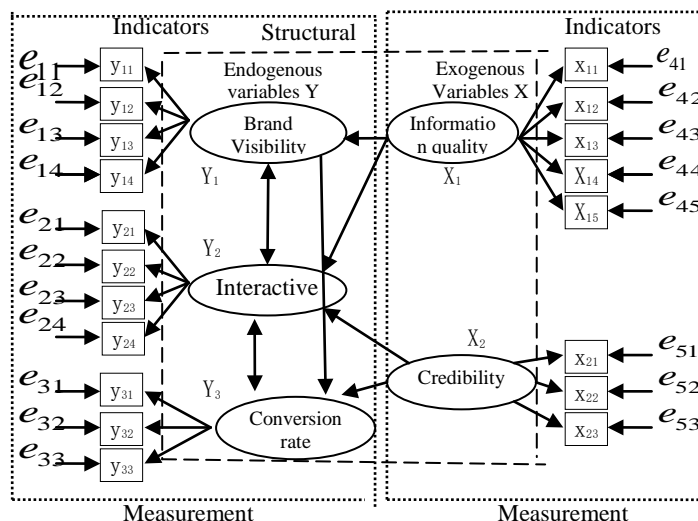 Indicators
Structural
Indicators
e11
y11
e12
y12
e13
y13
e14
y14
Endogenous
variables Y
Brand
Visibility
Y1
Exogenous
Variables X
Informatio
n quality
X1
x11
e41
x12
e42
x13
e43
X14
e44
X15
e45
e21
y21
e22
y22
e23
y23
e24
y24
Y2
Interactive
X2
Credibility
x21
e51
x22
e52
x23
e53
e31
y31
e32
y32
e33
y33
Y3
Conversion
rate
Measurement
Measurement